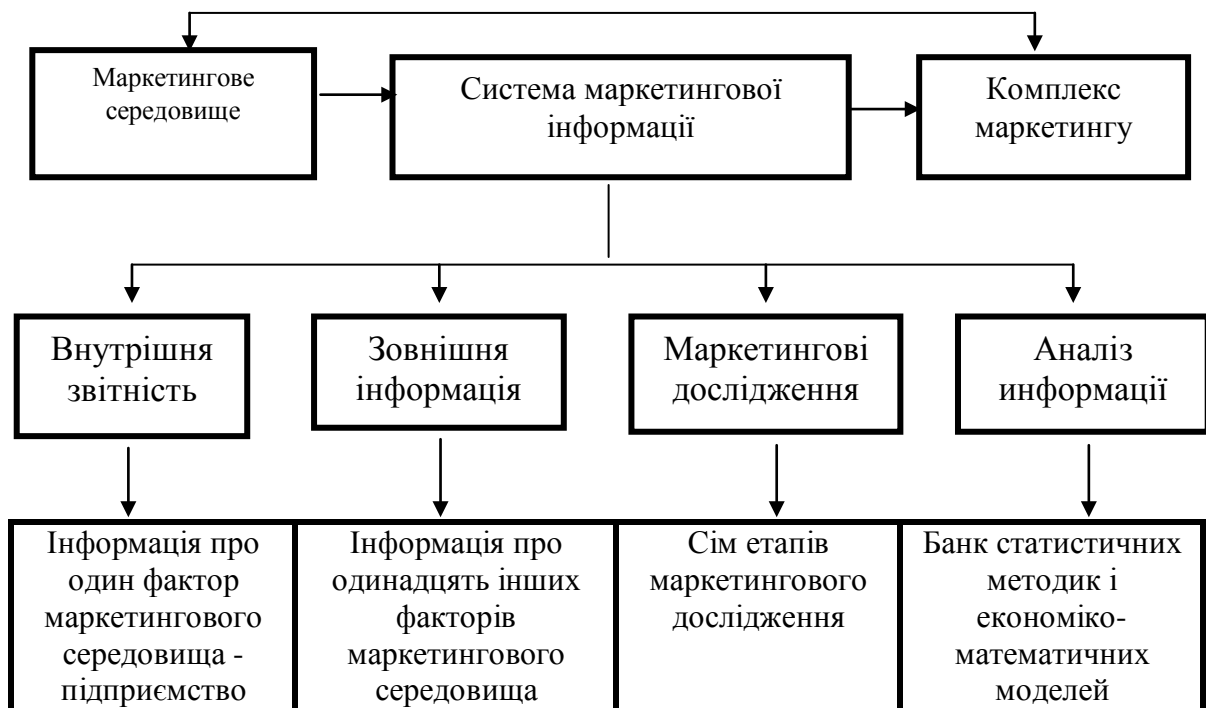 Маркетингове
середовище
Система маркетингової
інформації
Комплекс
маркетингу
Внутрішня
звітність
Зовнішня
інформація
Маркетингові
дослідження
Аналіз
информації
Інформація про
один фактор
маркетингового
середовища -
підприємство
Інформація про
одинадцять інших
факторів
маркетингового
середовища
Сім етапів
маркетингового
дослідження
Банк статистичних
методик і
економіко-
математичних
моделей